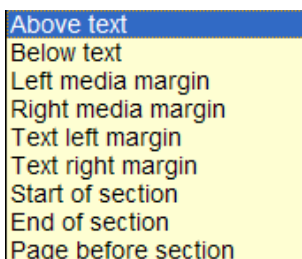 Above text
Below text
Left media margin
Right media margin
Text left margin
Text right margin
Start of section
End of section
Page before section